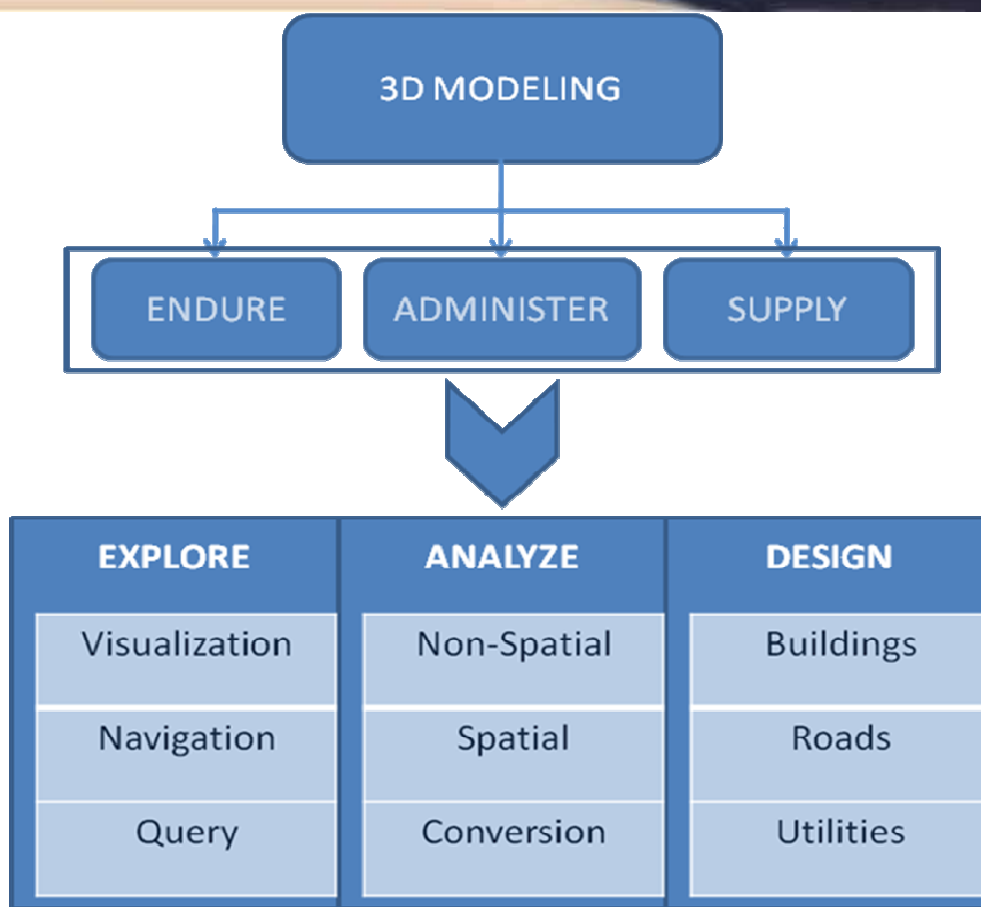 3D MODELING
ENDURE ADMINISTER SUPPLY
EXPLORE ANALYZE DESIGN
Visualization Non-Spatial Buildings
Navigation Spatial Roads
Query Conversion Utilities